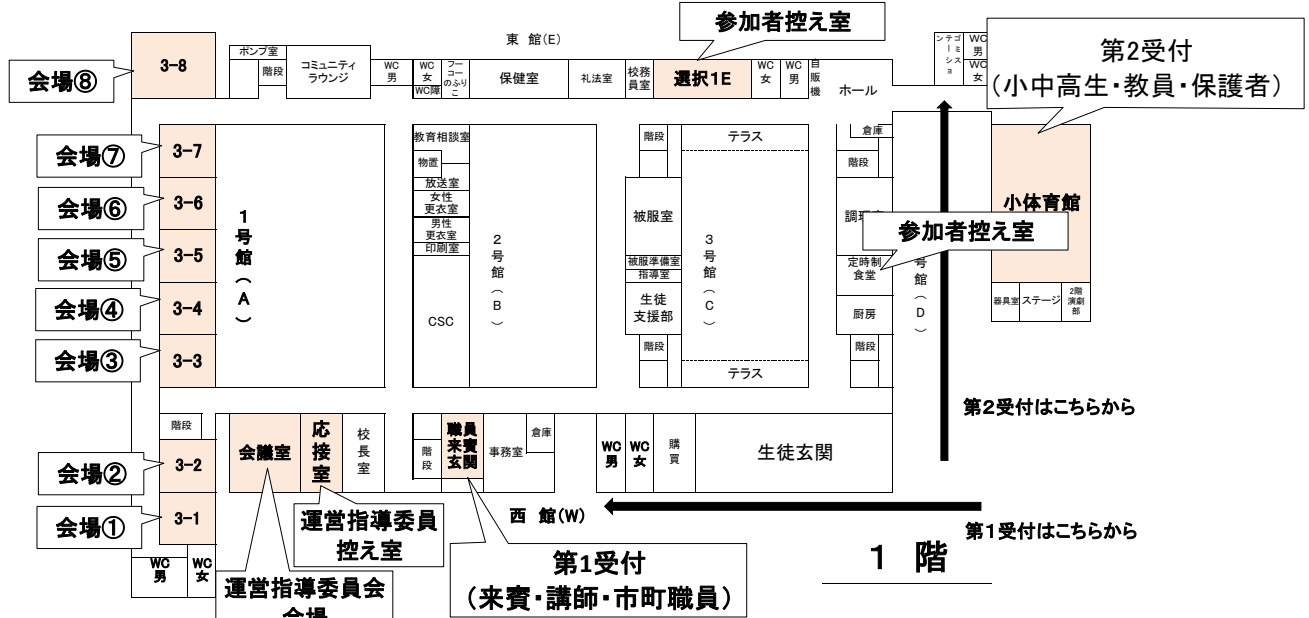 参加者控え室
東 館(E)
第2受付
(小中高生・教員・保護者)
会場⑧
3-8
ポンプ室
階段
コミュニティ
ラウンジ
WC
男
WC
女
WC障
フー
コー
のふり
こ
保健室
礼法室
校務
員室
選択1E
WC
女
WC
男
自
販
機
ホール
ゴミス
テーショ
ン
WC
男
WC
女
会場⑦
3-7
会場⑥
3-6
会場⑤
3-5
会場④
3-4
会場③
3-3
1号館(A)
教育相談室
物置
放送室
女性
更衣室
男性
更衣室
印刷室
CSC
2号館(B)
階段
被服室
被服準備室
指導室
生徒
支援部
階段
テラス
3号館(C)
テラス
倉庫
階段
参加者控え室
定時制
食堂
厨房
階段
号館(D)
小体育館
器具室
ステージ
2階
演劇
部
第2受付はこちらから
階段
会場②
3-2
会場①
3-1
WC
男
WC
女
会議室
応接室
校長室
階段
職員
来賓
玄関
事務室
倉庫
WC
男
WC
女
購買
生徒玄関
西 館(W)
第1受付はこちらから
運営指導委員
控え室
運営指導委員会
第1受付
(来賓・講師・市町職員)
1 階